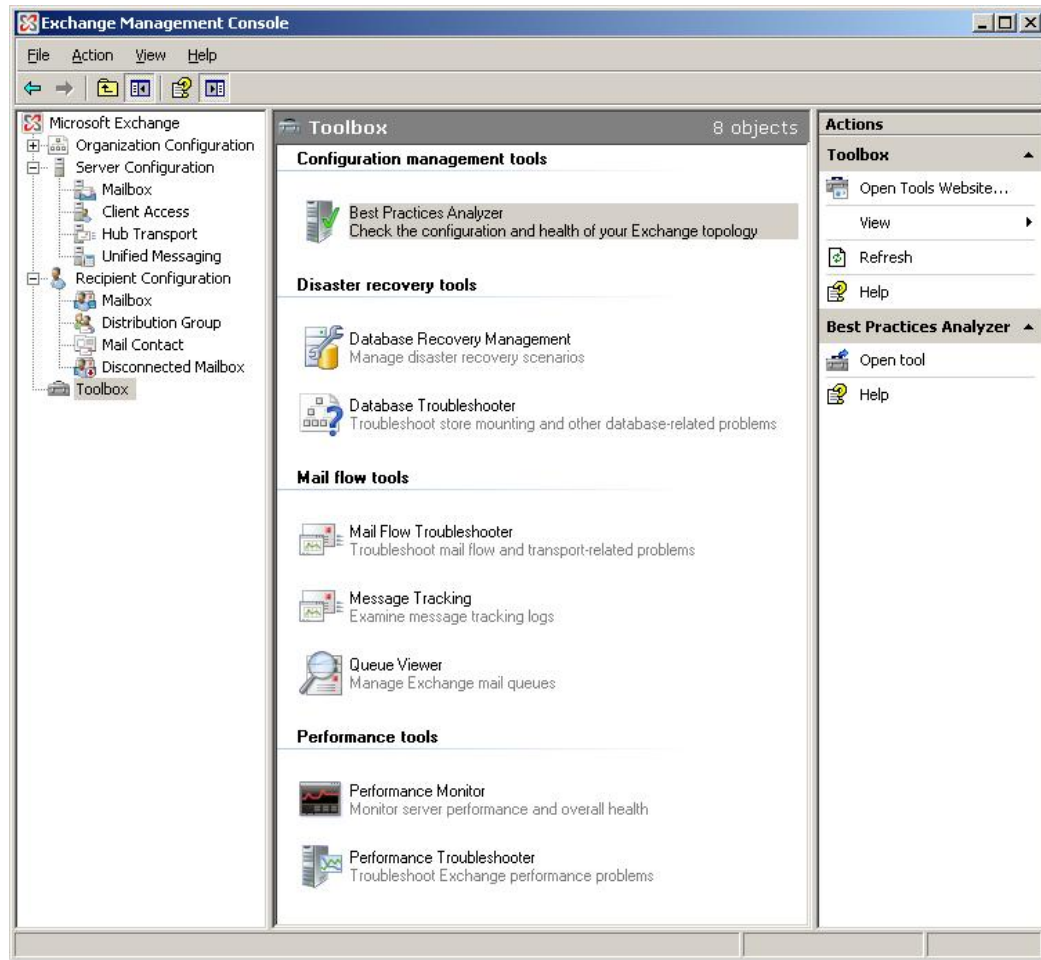 Exchange Management Console
File Action View Help
Microsoft Exchange
Organization Configuration
Server Configuration
Mailbox
Client Access
Hub Transport
Unified Messaging
Recipient Configuration
Mailbox
Distribution Group
Mail Contact
Disconnected Mailbox
Toolbox
Toolbox 8 objects
Configuration management tools
Best Practices Analyzer
Check the configuration and health of your Exchange topology
Disaster recovery tools
Database Recovery Management
Manage disaster recovery scenarios
Database Troubleshooter
Troubleshoot store mounting and other database-related problems
Mail flow tools
Mail Flow Troubleshooter
Troubleshoot mail flow and transport-related problems
Message Tracking
Examine message tracking logs
Queue Viewer
Manage Exchange mail queues
Performance tools
Performance Monitor
Monitor server performance and overall health
Performance Troubleshooter
Troubleshoot Exchange performance problems
Actions
Toolbox
Open Tools Website...
View
Refresh
Help
Best Practices Analyzer
Open tool
Help